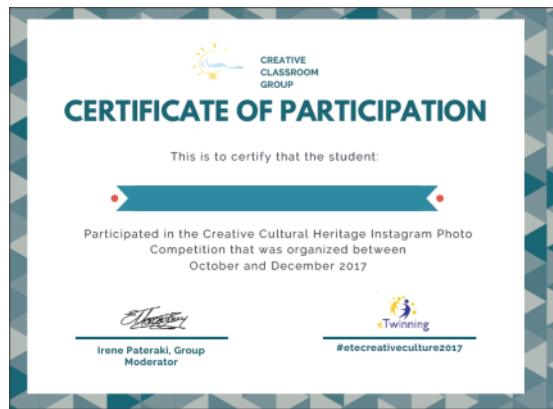 CREATIVE
CLASSROOM
GROUP
CERTIFICATE OF PARTICIPATION
This is to certify that the student:
Participated in the Creative Cultural Heritage Instagram Photo
Competition that was organized between
October and December 2017
eTwinning
Irene Pateraki, Group
Moderator
#etecreativeculture2017